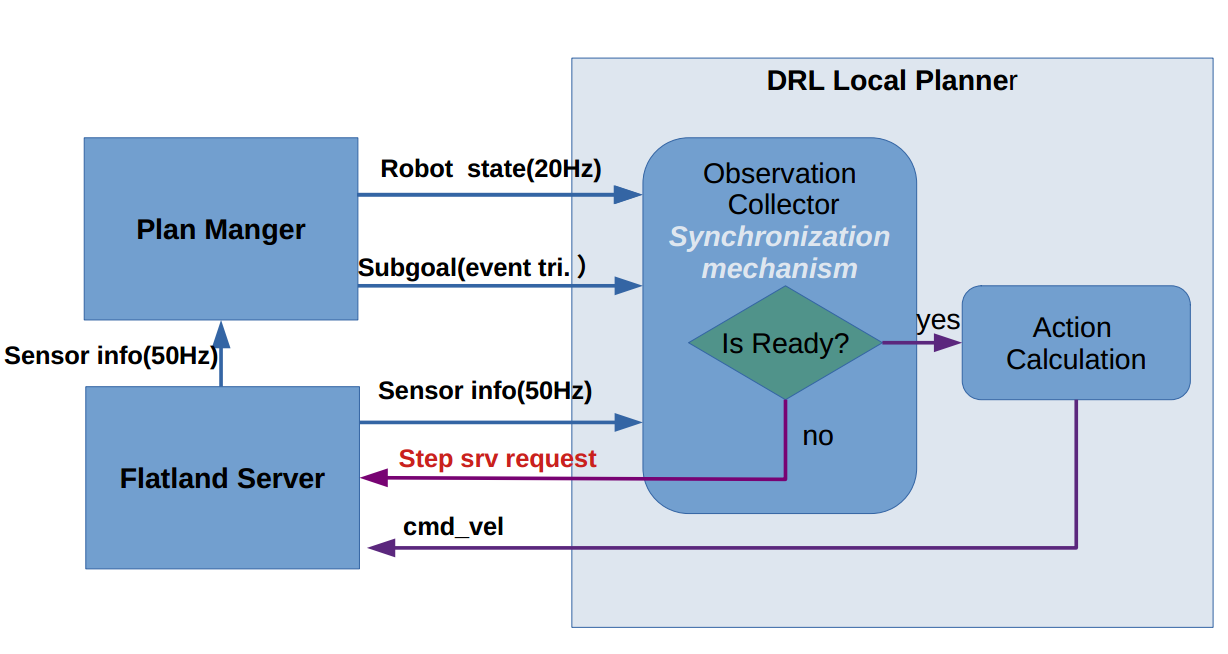 DRL Local Planner
Robot state(20Hz)
Observation
Collector
Synchronization
mechanism
Plan Manger
Subgoal(event tri. )
Is Ready?
yes
Action
Calculation
Sensor info(50Hz)
Sensor info(50Hz)
no
Step srv request
Flatland Server
cmd_vel